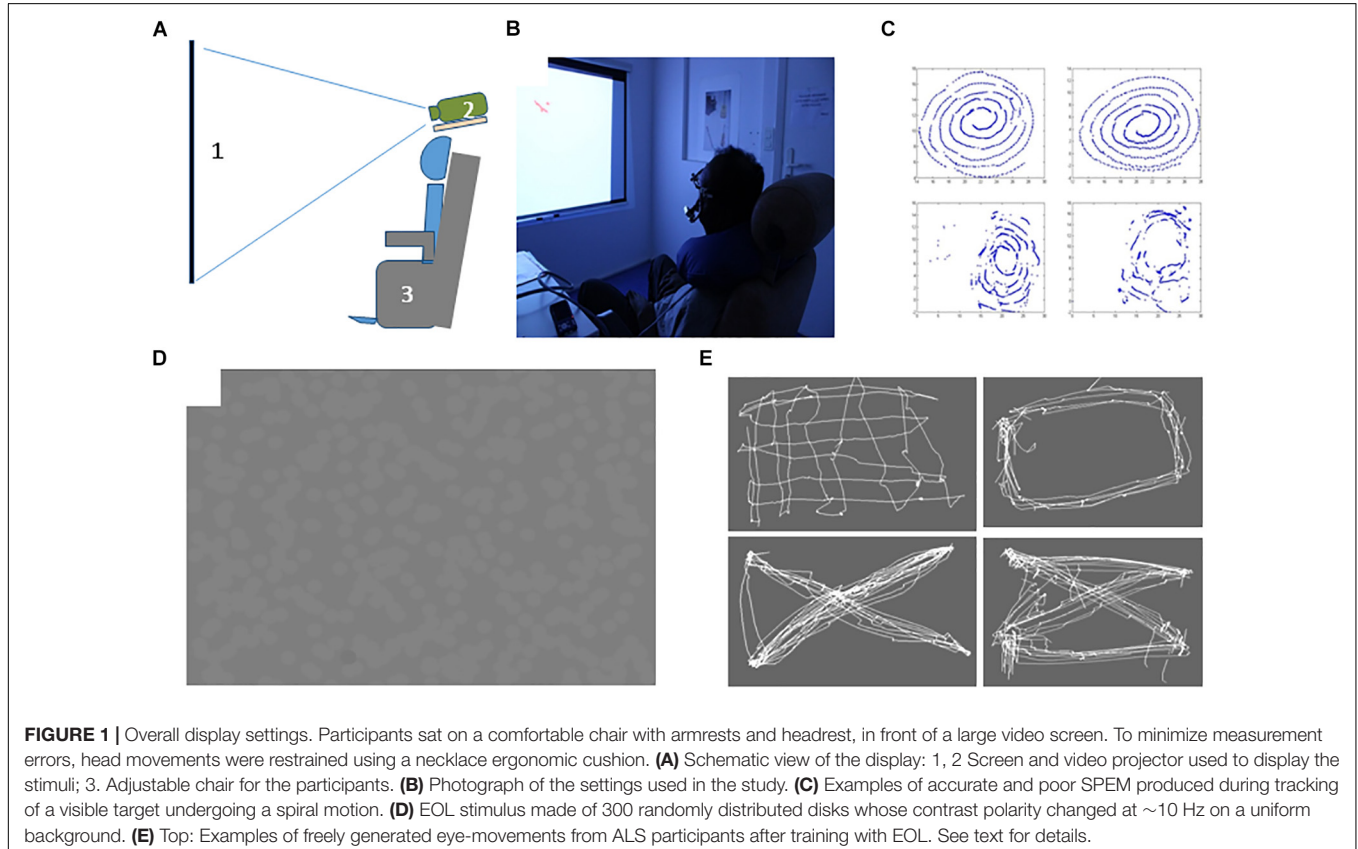 A
B
C
1
2
3
D
E
FIGURE 1 | Overall display settings. Participants sat on a comfortable chair with armrests and headrest, in front of a large video screen. To minimize measurement
errors, head movements were restrained using a necklace ergonomic cushion. (A) Schematic view of the display: 1, 2 Screen and video projector used to display the
stimuli; 3. Adjustable chair for the participants. (B) Photograph of the settings used in the study. (C) Examples of accurate and poor SPEM produced during tracking
of a visible target undergoing a spiral motion. (D) EOL stimulus made of 300 randomly distributed disks whose contrast polarity changed at ∼10 Hz on a uniform
background. (E) Top: Examples of freely generated eye-movements from ALS participants after training with EOL. See text for details.